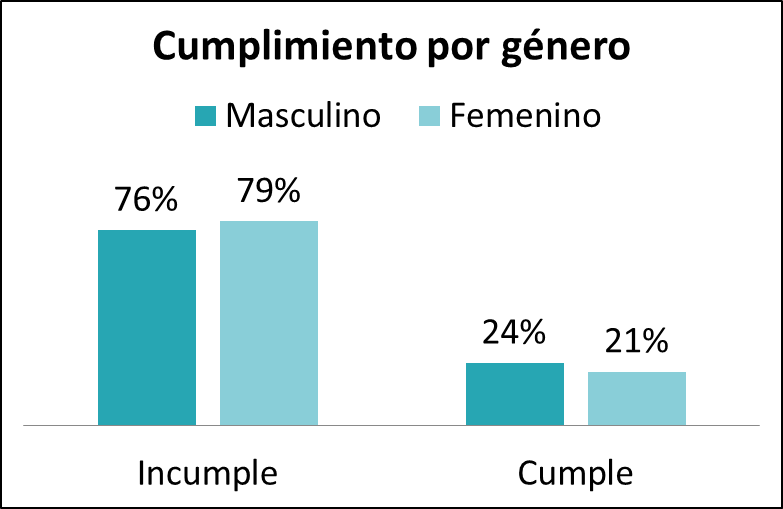 Cumplimiento por género
Masculino Femenino
76% 79%
24% 21%
Incumple Cumple